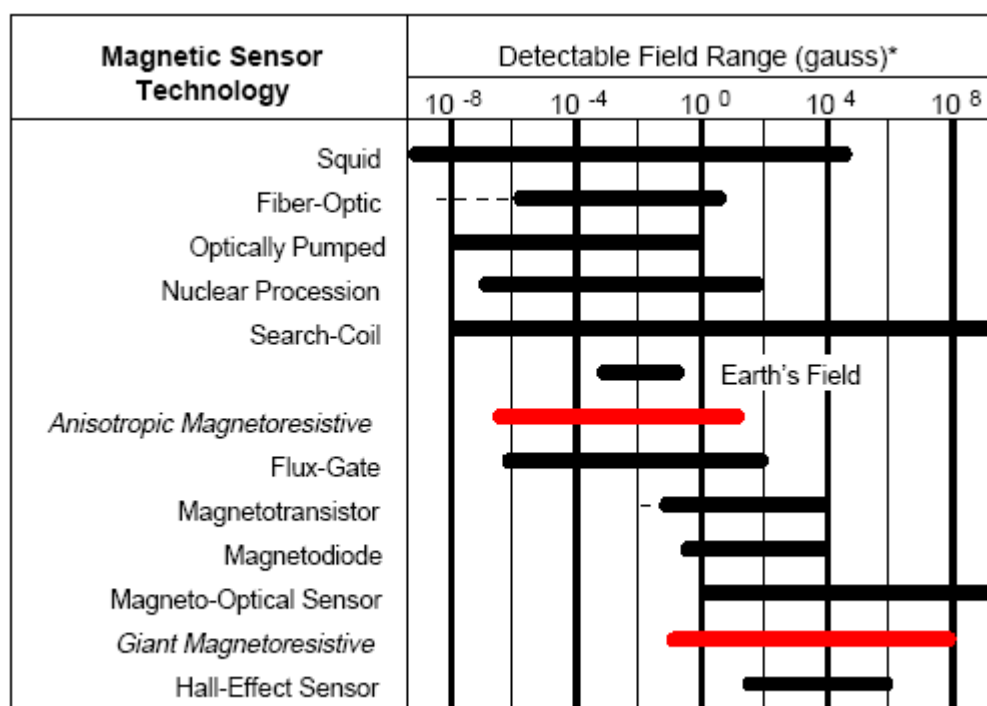 Magnetic Sensor
Technology
Detectable Field Range (gauss)*
10 -8 10 -4 10 0 10 4 10 8
Squid
Fiber-Optic
Optically Pumped
Nuclear Procession
Search-Coil
Earth's Field
Anisotropic Magnetoresistive
Flux-Gate
Magnetotransistor
Magnetodiode
Magneto-Optical Sensor
Giant Magnetoresistive
Hall-Effect Sensor